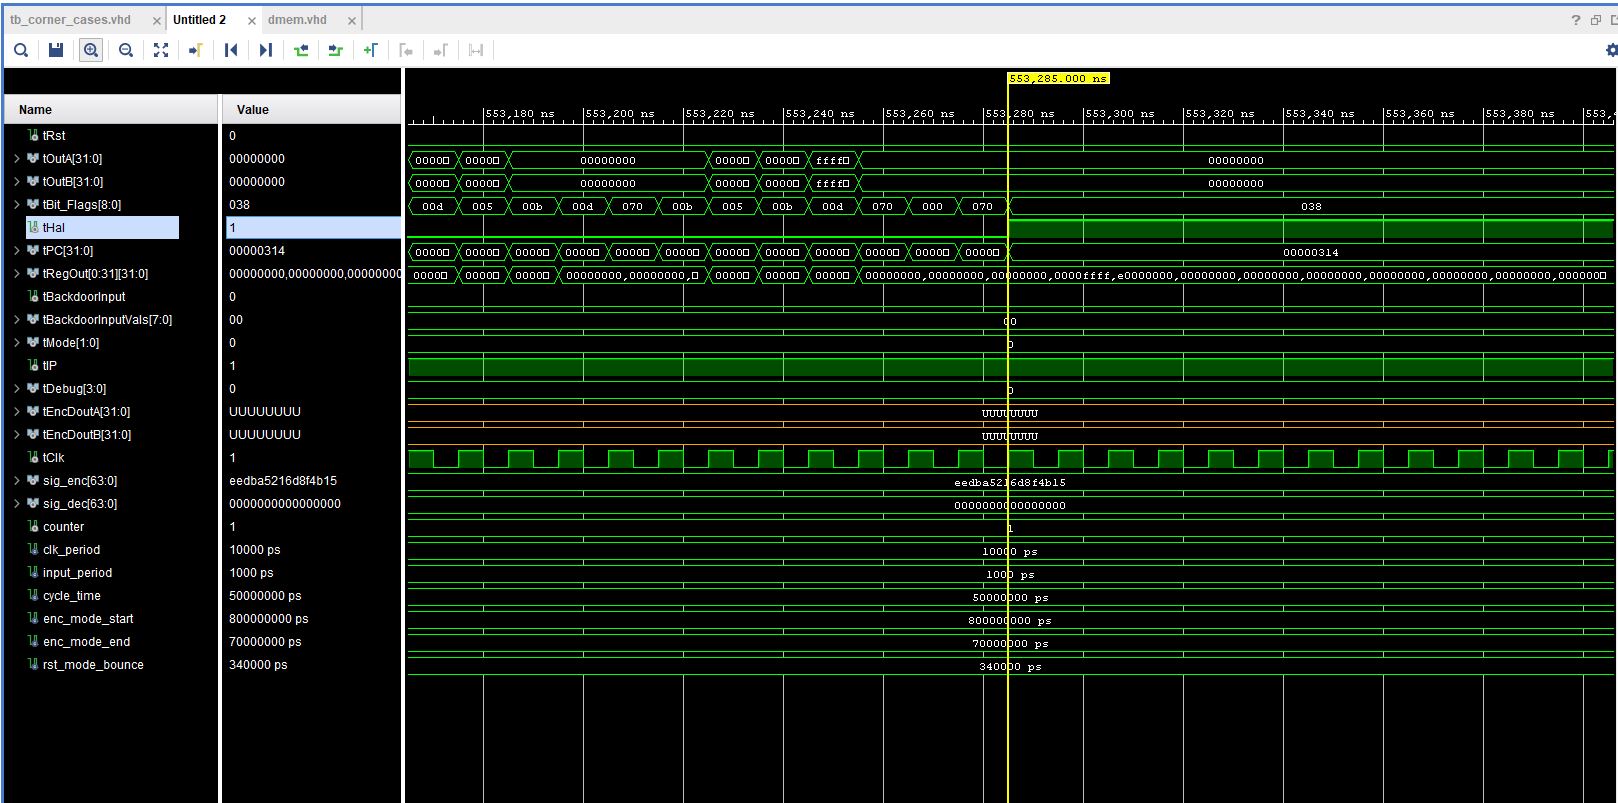 tb_corner_cases.vhd × Untitled 2 × dmem.vhd ×
?
553,285.000 ns
Name Value
553,180 ns 553,200 ns 553,220 ns 553,240 ns 553,260 ns 553,280 ns 553,300 ns 553,320 ns 553,340 ns 553,360 ns 553,380 ns
tRst 0
tOutA[31:0] 00000000 0000 0000 00000000 0000 0000 ffff 00000000
tOutB[31:0] 00000000 0000 0000 00000000 0000 0000 ffff 00000000
tBit_Flags[8:0] 038 00d 005 00b 00d 070 00b 005 00b 00d 070 000 070 038
tHal 1
tPC[31:0] 00000314 0000 0000 0000 0000 0000 0000 0000 0000 0000 0000 0000 0000 00000314
tRegOut[0:31][31:0] 00000000,00000000,00000000 0000 0000 0000 00000000,00000000, 0000 0000 0000 00000000,00000000,00000000,0000ffff,e0000000,00000000,00000000,00000000,00000000,00000000,00000000,000000
tBackdoorInput 0
tBackdoorInputVals[7:0] 00 00
tMode[1:0] 0 0
tIP 1
tDebug[3:0] 0 0
tEncDoutA[31:0] UUUUUUUU UUUUUUUU
tEncDoutB[31:0] UUUUUUUU UUUUUUUU
tClk 1
sig_enc[63:0] eedba5216d8f4b15 eedba5216d8f4b15
sig_dec[63:0] 0000000000000000 0000000000000000
counter 1 1
clk_period 10000 ps 10000 ps
input_period 1000 ps 1000 ps
cycle_time 50000000 ps 50000000 ps
enc_mode_start 800000000 ps 800000000 ps
enc_mode_end 70000000 ps 70000000 ps
rst_mode_bounce 340000 ps 340000 ps